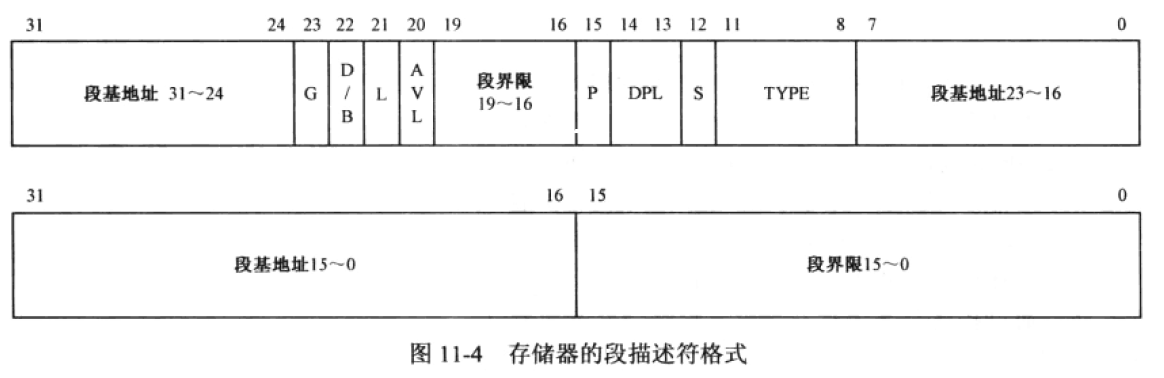 31 24 23 22 21 20 19 16 15 14 13 12 11 8 7 0
段基地址 31～24
G
D
/
B
L
A
V
L
段界限
19～16
P
DPL
S
TYPE
段基地址23～16
31 16 15 0
段基地址15～0
段界限15～0
图 11-4 存储器的段描述符格式